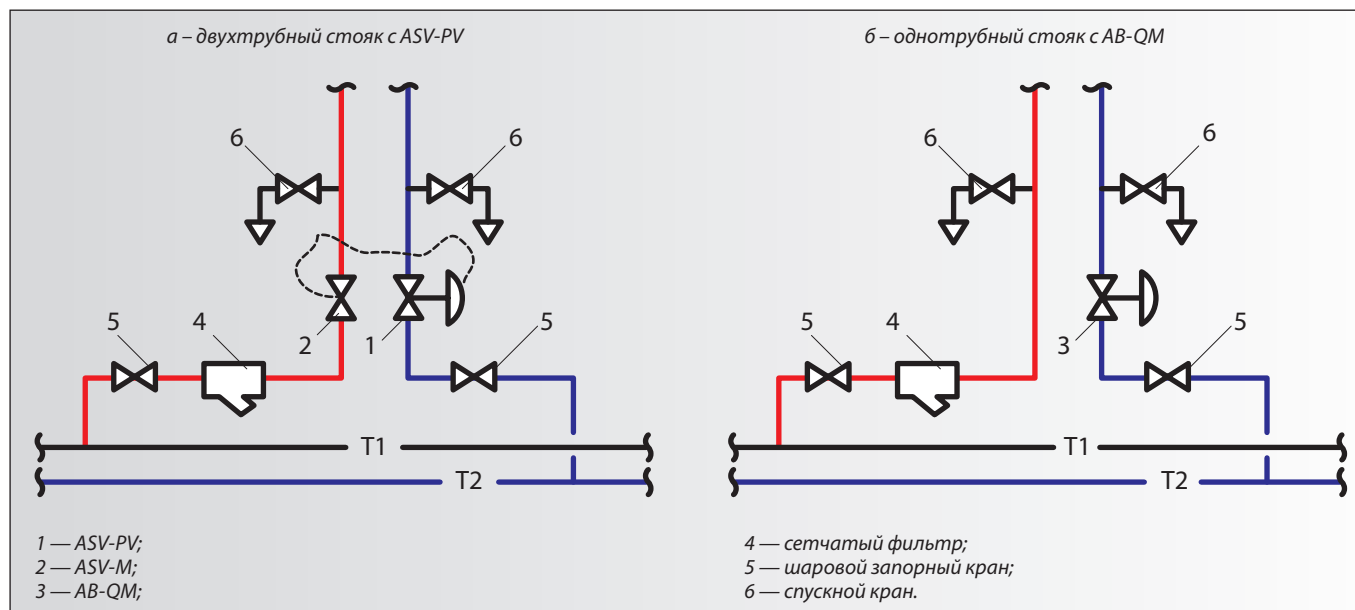 а – двухтрубный стояк с ASV-PV
б – однотрубный стояк с AB-QM
6
6
6
6
5
4
2
1
5
5
4
3
5
T1
T2
T1
T2
1 — ASV-PV;
2 — ASV-M;
3 — AB-QM;
4 — сетчатый фильтр;
5 — шаровой запорный кран;
6 — спускной кран.